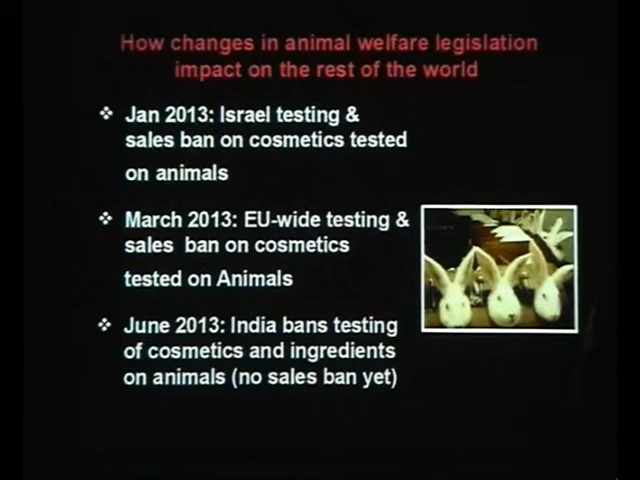 How changes in animal welfare legislation
impact on the rest of the world
❖ Jan 2013: Israel testing &
sales ban on cosmetics tested
on animals
❖ March 2013: EU-wide testing &
sales ban on cosmetics
tested on Animals
❖ June 2013: India bans testing
of cosmetics and ingredients
on animals (no sales ban yet)